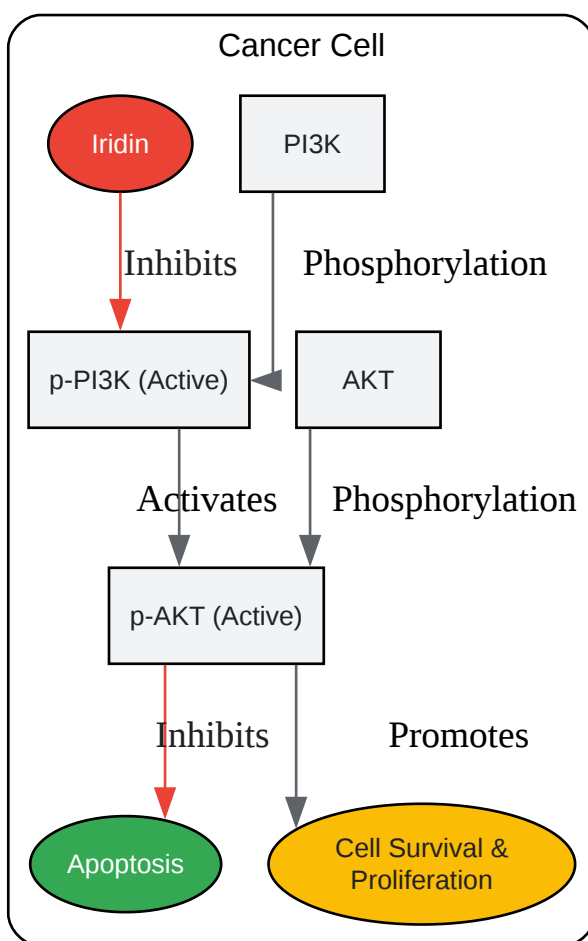 Cancer Cell
Iridin
PI3K
Inhibits
Phosphorylation
p-PI3K (Active)
AKT
Activates
Phosphorylation
p-AKT (Active)
Inhibits
Promotes
Apoptosis
Cell Survival &
Proliferation